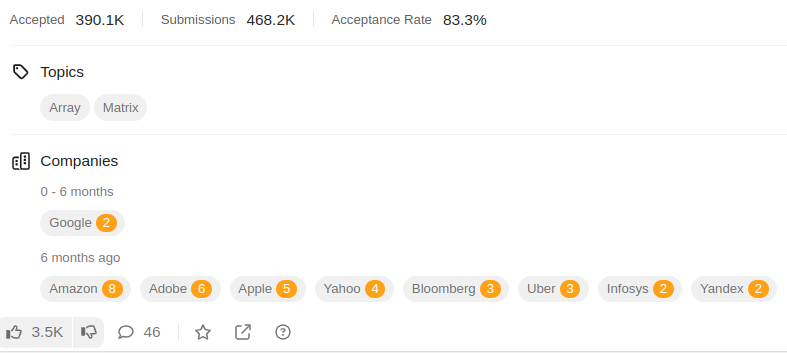 Accepted 390.1K Submissions 468.2K Acceptance Rate 83.3%
Topics
Array Matrix
Companies
0 - 6 months
Google 2
6 months ago
Amazon 8 Adobe 6 Apple 5 Yahoo 4 Bloomberg 3 Uber 3 Infosys 2 Yandex 2
3.5K 46